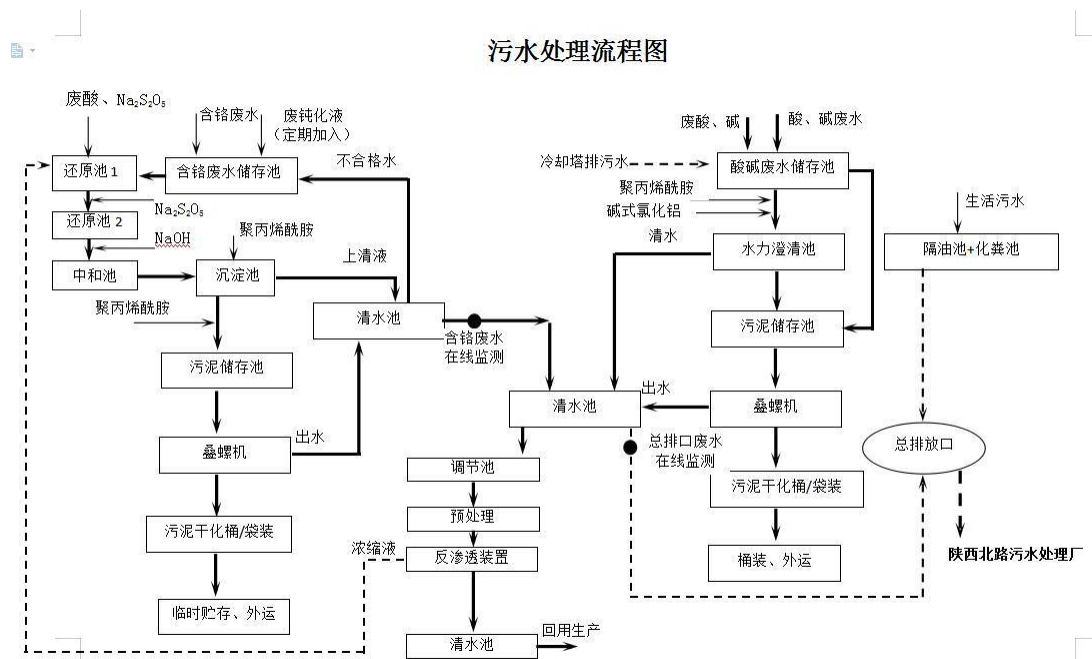 污水处理流程图
废酸、Na₂S₂O₅
含铬废水
废钝化液
（定期加入）
还原池 1
含铬废水储存池
不合格水
Na₂S₂O₅
还原池 2
NaOH
聚丙烯酰胺
中和池
沉淀池
上清液
聚丙烯酰胺
清水池
含铬废水
在线监测
污泥储存池
叠螺机
出水
污泥干化桶/袋装
临时贮存、外运
废酸、碱
酸、碱废水
冷却塔排污水
酸碱废水储存池
聚丙烯酰胺
碱式氯化铝
清水
水力澄清池
污泥储存池
出水
叠螺机
清水池
总排口废水
在线监测
污泥干化桶/袋装
桶装、外运
调节池
预处理
浓缩液
反渗透装置
清水池
回用生产
生活污水
隔油池+化粪池
总排放口
陕西北路污水处理厂